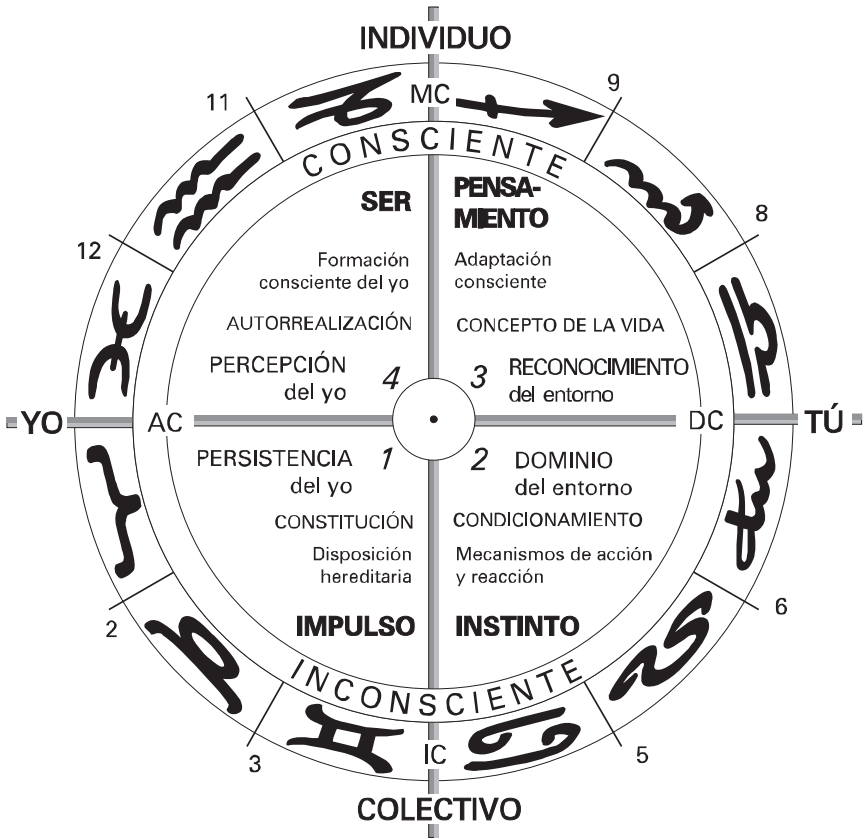 INDIVIDUO
MC
9
11
CONSCIENTE
8
12
SER
PENSA-
MIENTO
Formación
consciente del yo
Adaptación
consciente
AUTORREALIZACIÓN
CONCEPTO DE LA VIDA
PERCEPCIÓN
del yo
4
3
RECONOCIMIENTO
del entorno
YO
AC
DC
TÚ
PERSISTENCIA
del yo
1
2
DOMINIO
del entorno
CONSTITUCIÓN
CONDICIONAMIENTO
Disposición
hereditaria
Mecanismos de acción
y reacción
IMPULSO
INSTINTO
2
6
INCONSCIENTE
3
IC
5
COLECTIVO